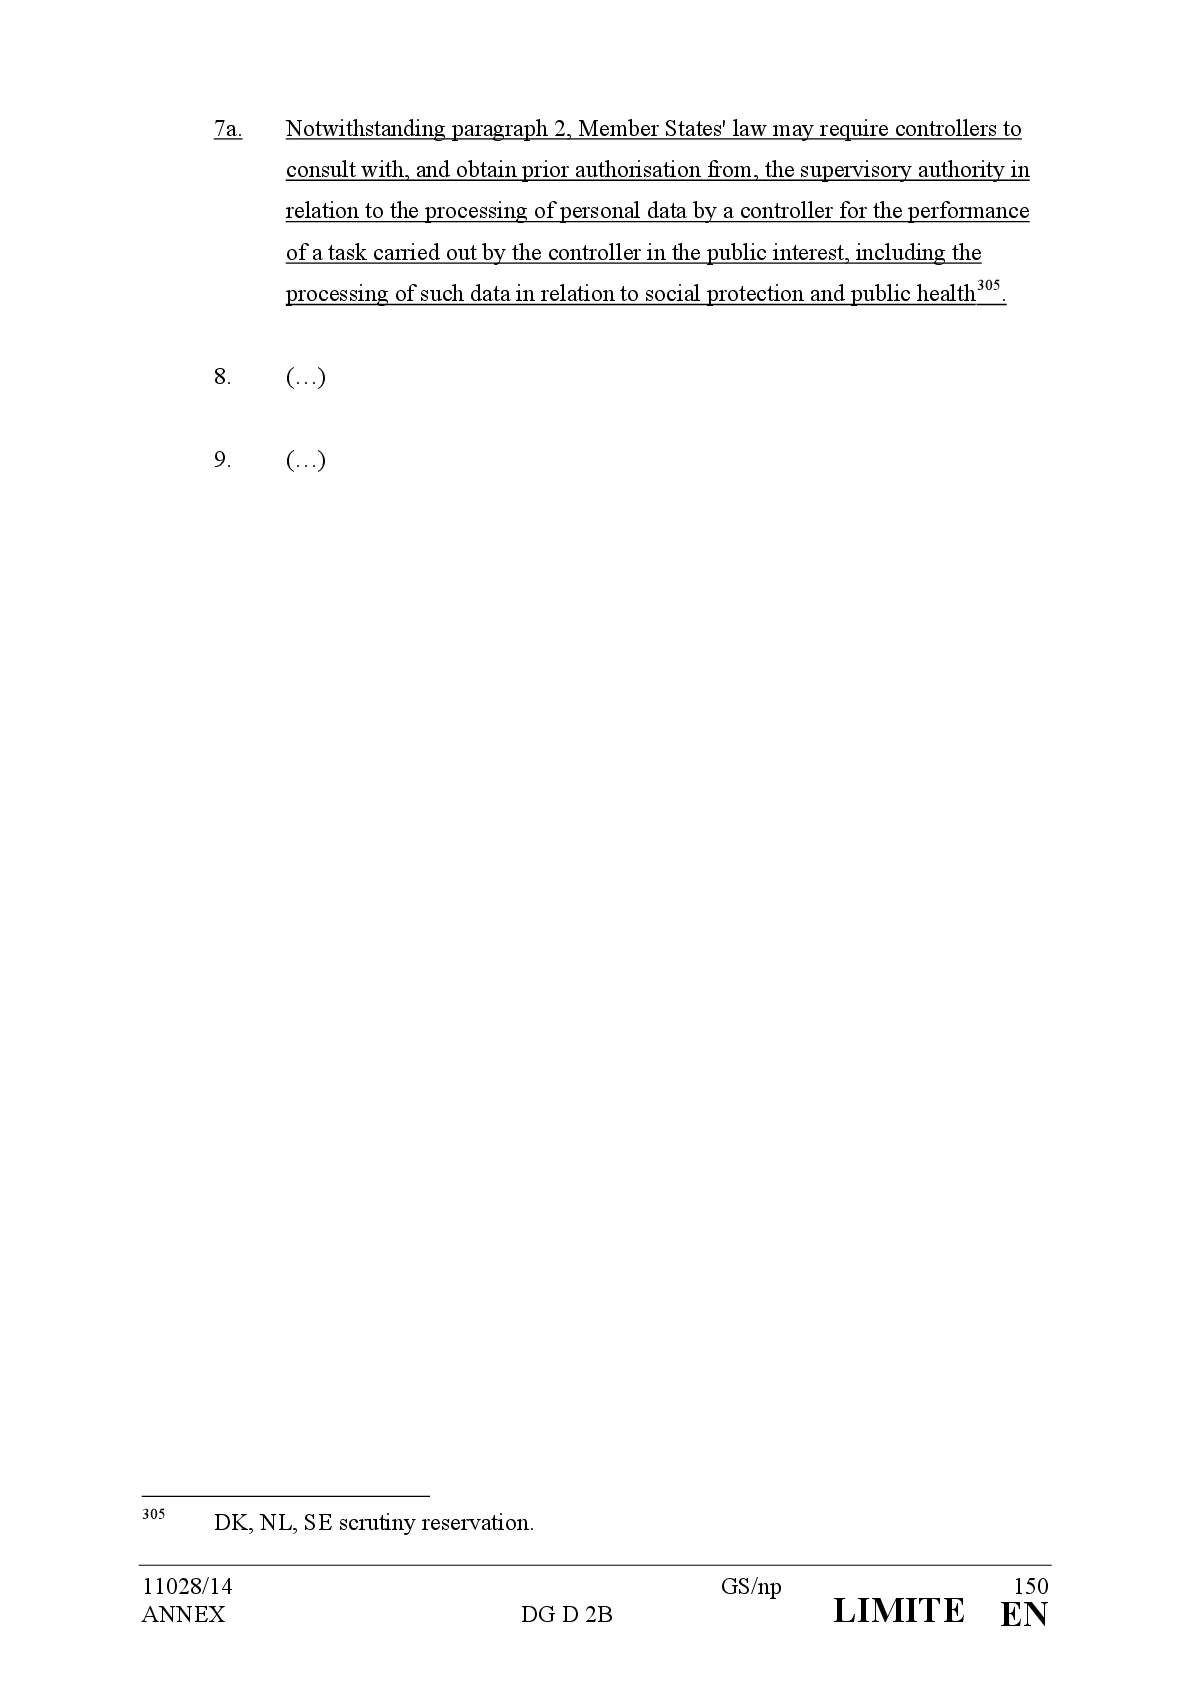 7a. Notwithstanding paragraph 2, Member States' law may require controllers to
consult with, and obtain prior authorisation from, the supervisory authority in
relation to the processing of personal data by a controller for the performance
of a task carried out by the controller in the public interest, including the
processing of such data in relation to social protection and public health305.
8. (…)
9. (…)
305 DK, NL, SE scrutiny reservation.
11028/14 GS/np 150
ANNEX DG D 2B LIMITE EN